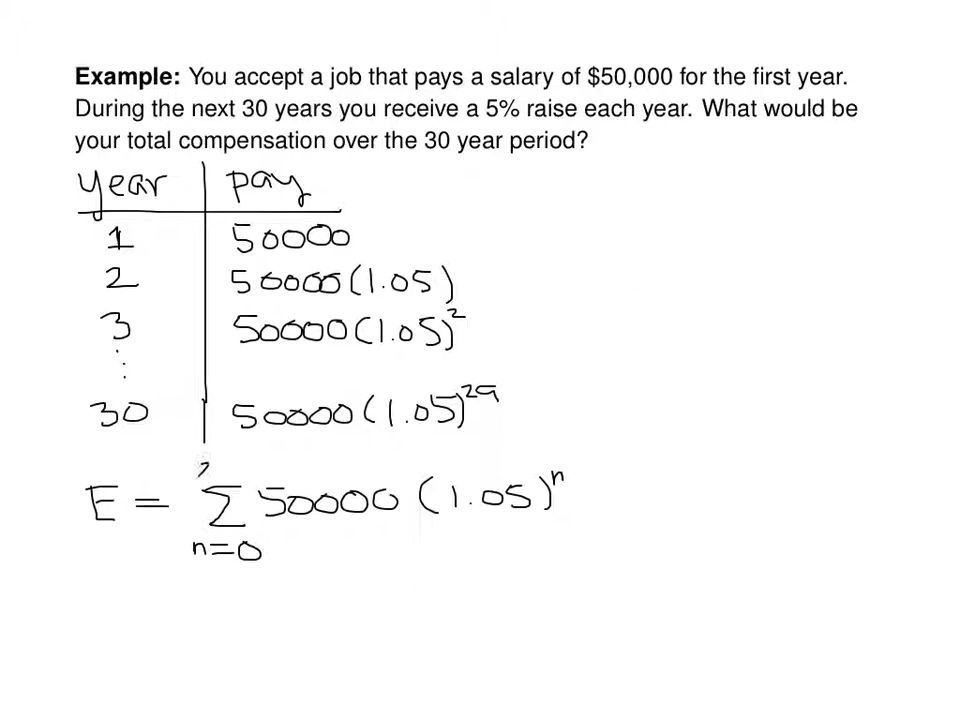 Example: You accept a job that pays a salary of $50,000 for the first year.
During the next 30 years you receive a 5% raise each year. What would be
your total compensation over the 30 year period?
year | pay
1 50000
2 50000(1.05)
3 50000(1.05)²
⋮
30 50000(1.05)²⁹
E = Σ 50000 (1.05)ⁿ
n=0